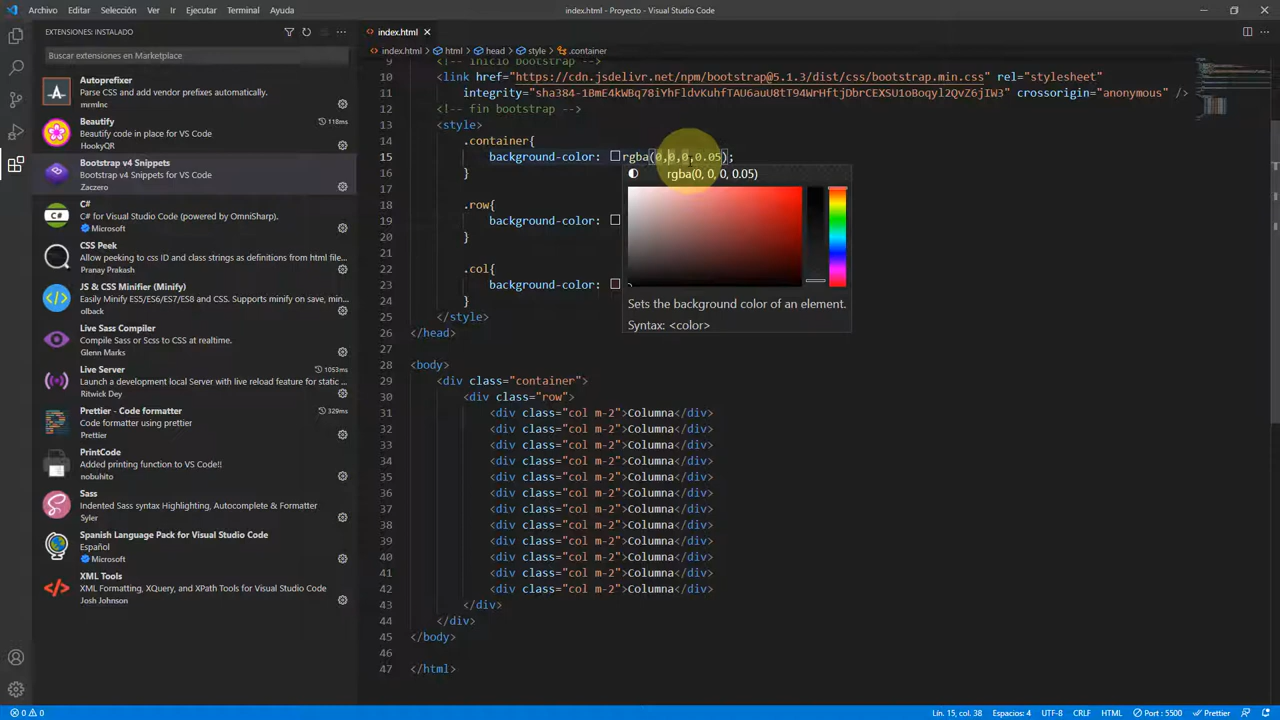 Editar Selección Ver Ir Ejecutar Terminal Ayuda
index.html - Proyecto - Visual Studio Code
EXTENSIONES: INSTALADO
Buscar extensiones en Marketplace
Autoprefixer
Parse CSS and add vendor prefixes automatically.
mrmlnc
Beautify 118ms
Beautify code in place for VS Code
HookyQR
Bootstrap v4 Snippets
Bootstrap v4 Snippets for VS Code
Zaczero
C#
C# for Visual Studio Code (powered by OmniSharp).
Microsoft
CSS Peek
Allow peeking to css ID and class strings as definitions from html file...
Pranay Prakash
JS & CSS Minifier (Minify)
Easily Minify ES5/ES6/ES7/ES8 and CSS. Supports minify on save, min...
olback
Live Sass Compiler
Compile Sass or Scss to CSS at realtime.
Glenn Marks
Live Server 1053ms
Launch a development local Server with live reload feature for static ...
Ritwick Dey
Prettier - Code formatter 329ms
Code formatter using prettier
Prettier
PrintCode
Added printing function to VS Code!!
nobuhito
Sass
Indented Sass syntax Highlighting, Autocomplete & Formatter
Syler
Spanish Language Pack for Visual Studio Code
Español
Microsoft
XML Tools
XML Formatting, XQuery, and XPath Tools for Visual Studio Code
Josh Johnson
index.html
index.html > html > head > style > .container
9 <!-- inicio bootstrap -->
10 <link href="https://cdn.jsdelivr.net/npm/bootstrap@5.1.3/dist/css/bootstrap.min.css" rel="stylesheet"
11 integrity="sha384-1BmE4kWBq78iYhFldvKuhfTAU6auU8tT94WrHftjDbrCEXSU1oBoqyl2QvZ6jIW3" crossorigin="anonymous" />
12 <!-- fin bootstrap -->
13 <style>
14 .container{
15 background-color: rgba(0,0,0,0.05);
16 }
rgba(0, 0, 0, 0.05)
17
18 .row{
19 background-color:
20 }
21
22 .col{
23 background-color:
24 }
Sets the background color of an element.
Syntax: <color>
25 </style>
26 </head>
27
28 <body>
29 <div class="container">
30 <div class="row">
31 <div class="col m-2">Columna</div>
32 <div class="col m-2">Columna</div>
33 <div class="col m-2">Columna</div>
34 <div class="col m-2">Columna</div>
35 <div class="col m-2">Columna</div>
36 <div class="col m-2">Columna</div>
37 <div class="col m-2">Columna</div>
38 <div class="col m-2">Columna</div>
39 <div class="col m-2">Columna</div>
40 <div class="col m-2">Columna</div>
41 <div class="col m-2">Columna</div>
42 <div class="col m-2">Columna</div>
43 </div>
44 </div>
45 </body>
46
47 </html>
0 0 Lín. 15, col. 38 Espacios: 4 UTF-8 CRLF HTML Port : 5500 Prettier